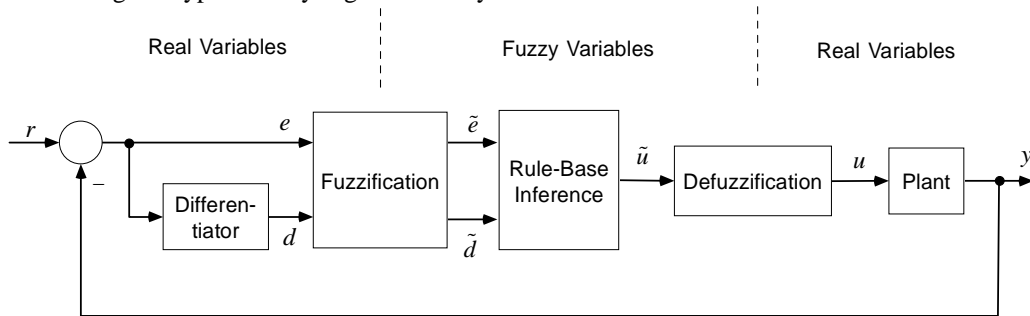 Real Variables
Fuzzy Variables
Real Variables
r
e
ẽ
ũ
u
y
−
Fuzzification
Rule-Base
Inference
Defuzzification
Plant
Differen-
tiator
d
d̃